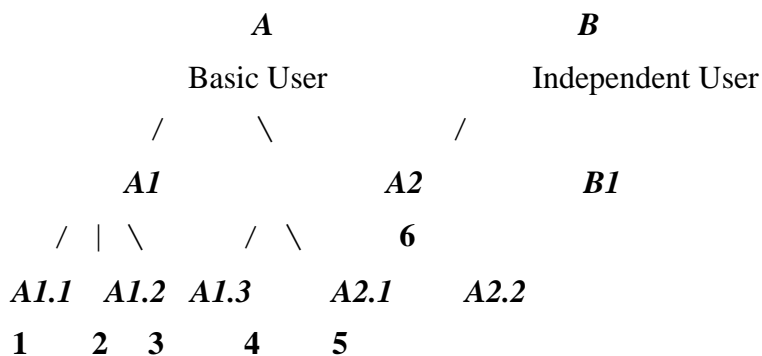 A B
Basic User Independent User
/ \ /
A1 A2 B1
/ | \ / \ 6
A1.1 A1.2 A1.3 A2.1 A2.2
1 2 3 4 5